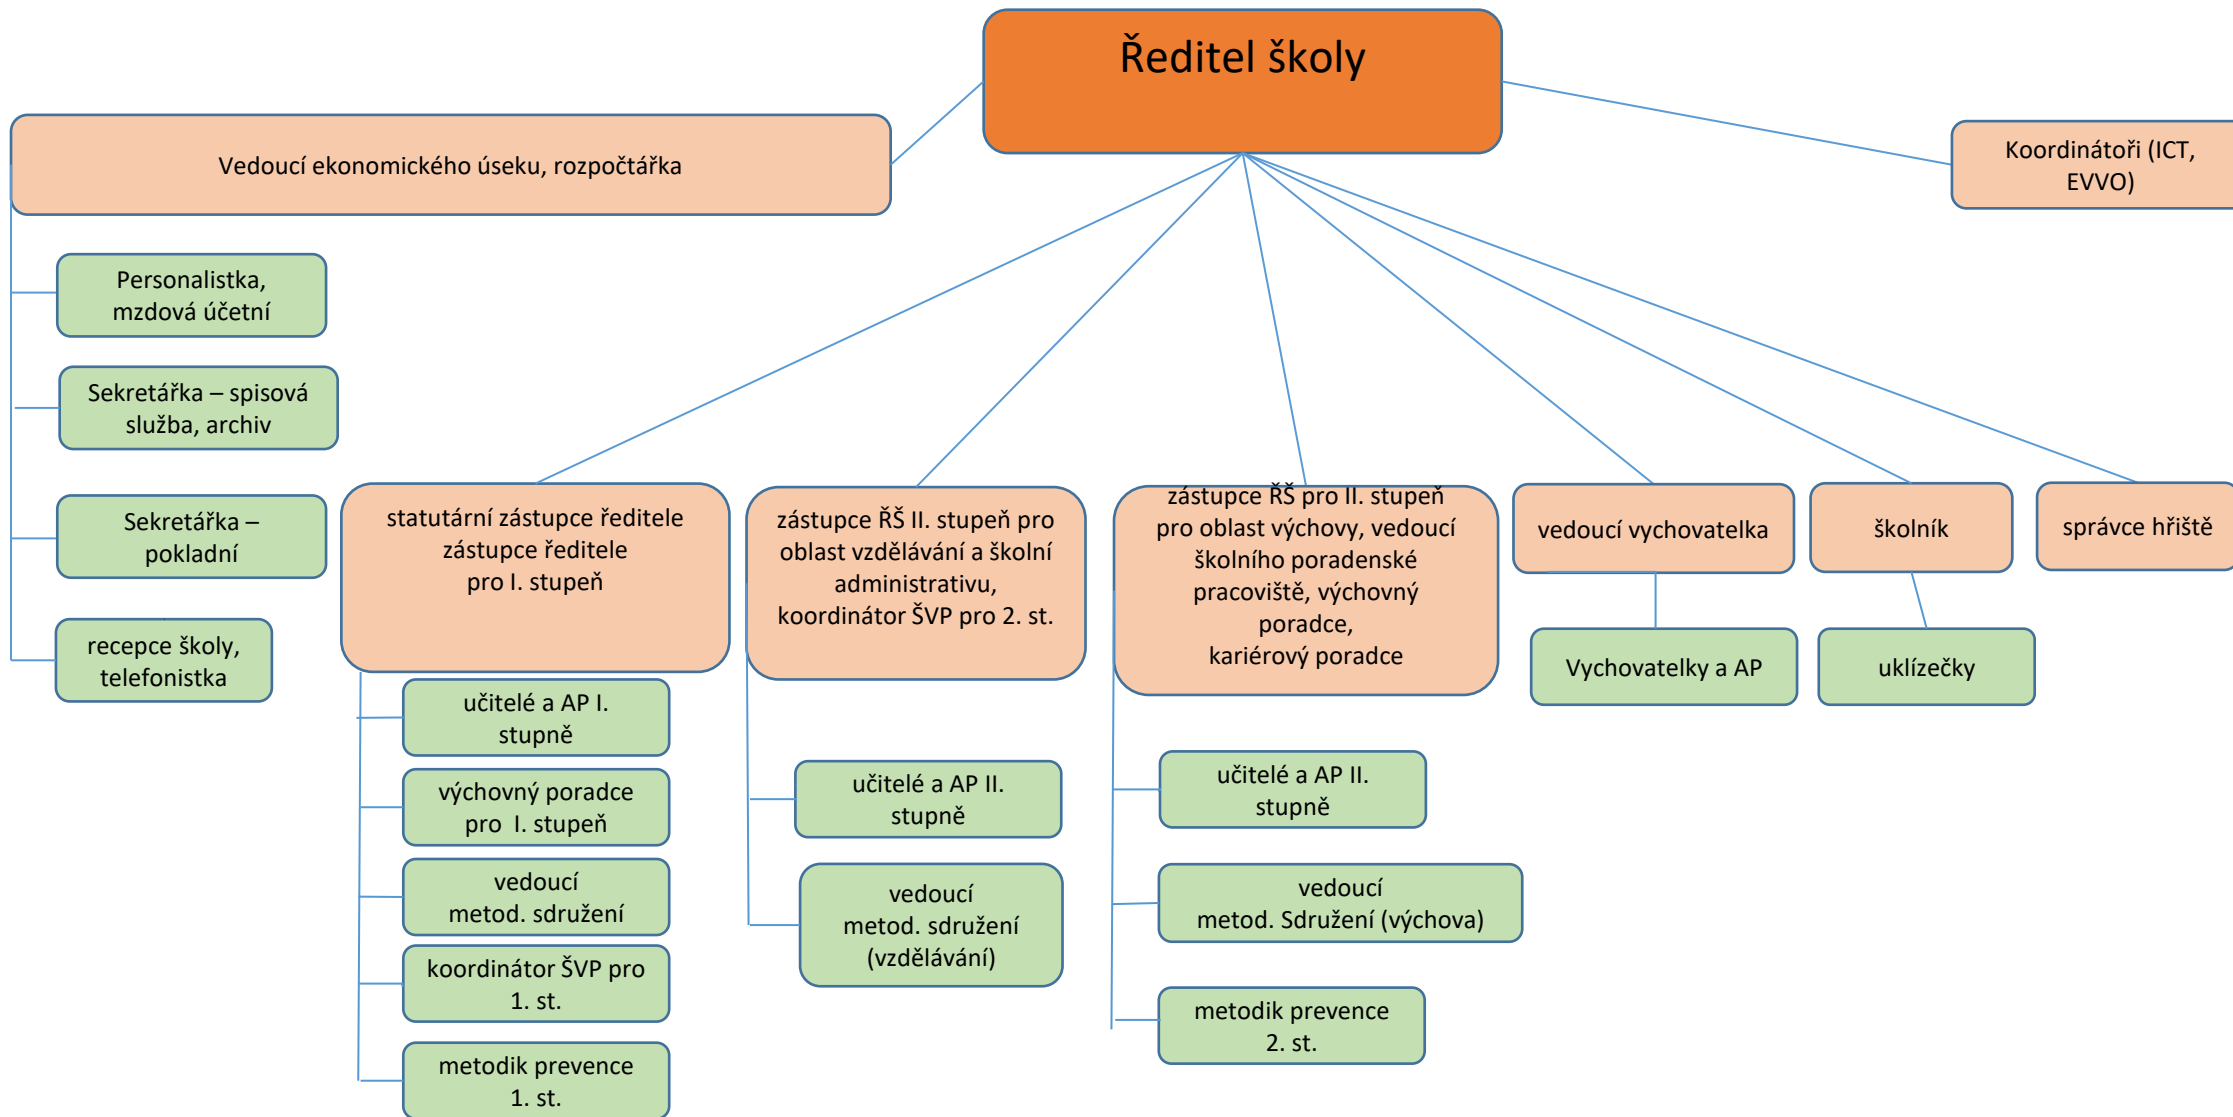 Ředitel školy
Vedoucí ekonomického úseku, rozpočtářka
Koordinátoři (ICT,
EVVO)
Personalistka,
mzdová účetní
Sekretářka – spisová
služba, archiv
Sekretářka –
pokladní
recepce školy,
telefonistka
statutární zástupce ředitele
zástupce ředitele
pro I. stupeň
učitelé a AP I.
stupně
výchovný poradce
pro  I. stupeň
vedoucí
metod. sdružení
koordinátor ŠVP pro
1. st.
metodik prevence
1. st.
zástupce ŘŠ II. stupeň pro
oblast vzdělávání a školní
administrativu,
koordinátor ŠVP pro 2. st.
učitelé a AP II.
stupně
vedoucí
metod. sdružení
(vzdělávání)
zástupce ŘŠ pro II. stupeň
pro oblast výchovy, vedoucí
školního poradenské
pracoviště, výchovný
poradce,
kariérový poradce
učitelé a AP II.
stupně
vedoucí
metod. Sdružení (výchova)
metodik prevence
2. st.
vedoucí vychovatelka
Vychovatelky a AP
školník
uklízečky
správce hřiště